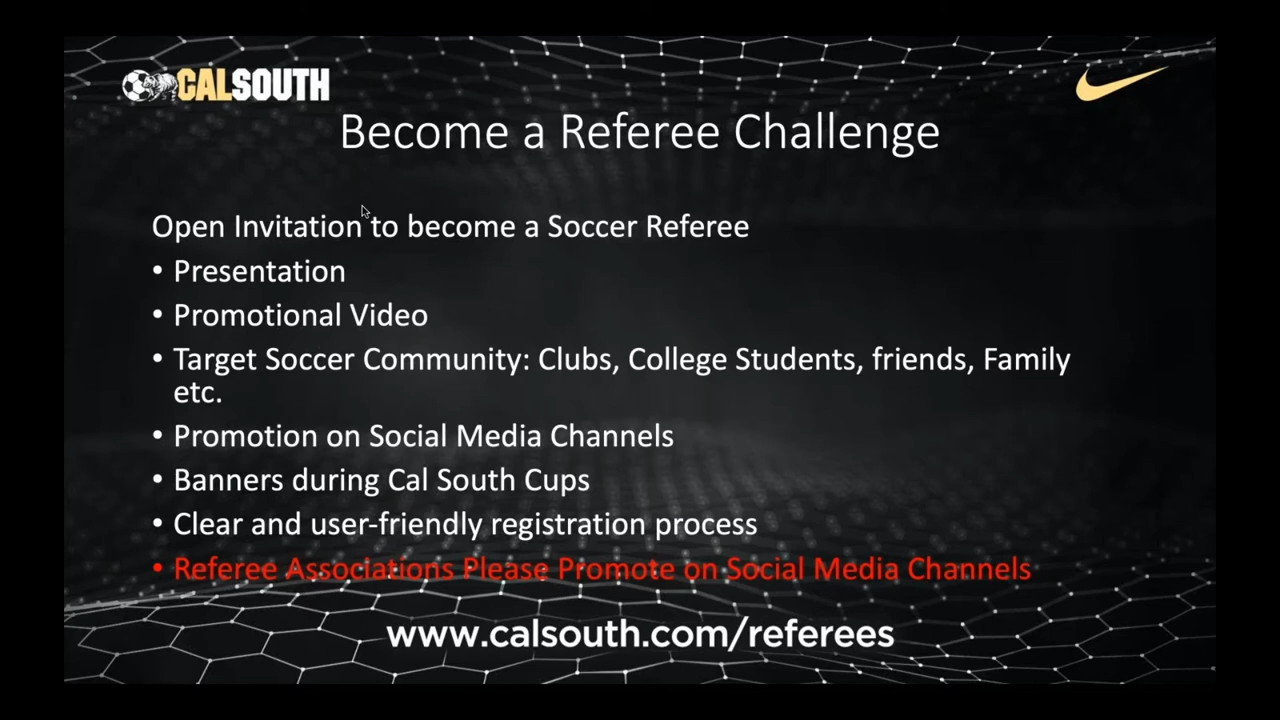 CALSOUTH
Become a Referee Challenge
Open Invitation to become a Soccer Referee
• Presentation
• Promotional Video
• Target Soccer Community: Clubs, College Students, friends, Family
etc.
• Promotion on Social Media Channels
• Banners during Cal South Cups
• Clear and user-friendly registration process
• Referee Associations Please Promote on Social Media Channels
www.calsouth.com/referees